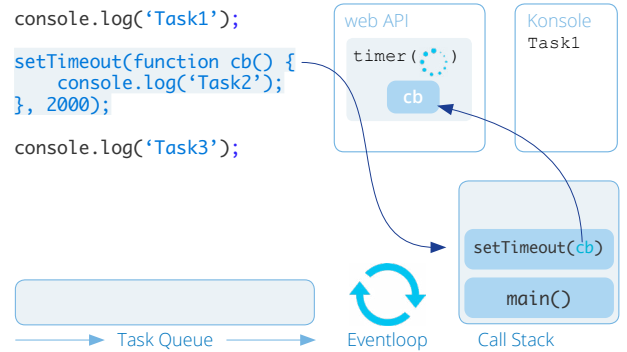 console.log(‘Task1’);
setTimeout(function cb() {
console.log(‘Task2’);
}, 2000);
console.log(‘Task3’);
web API
timer( )
cb
Konsole
Task1
setTimeout(cb)
main()
Task Queue
Eventloop
Call Stack